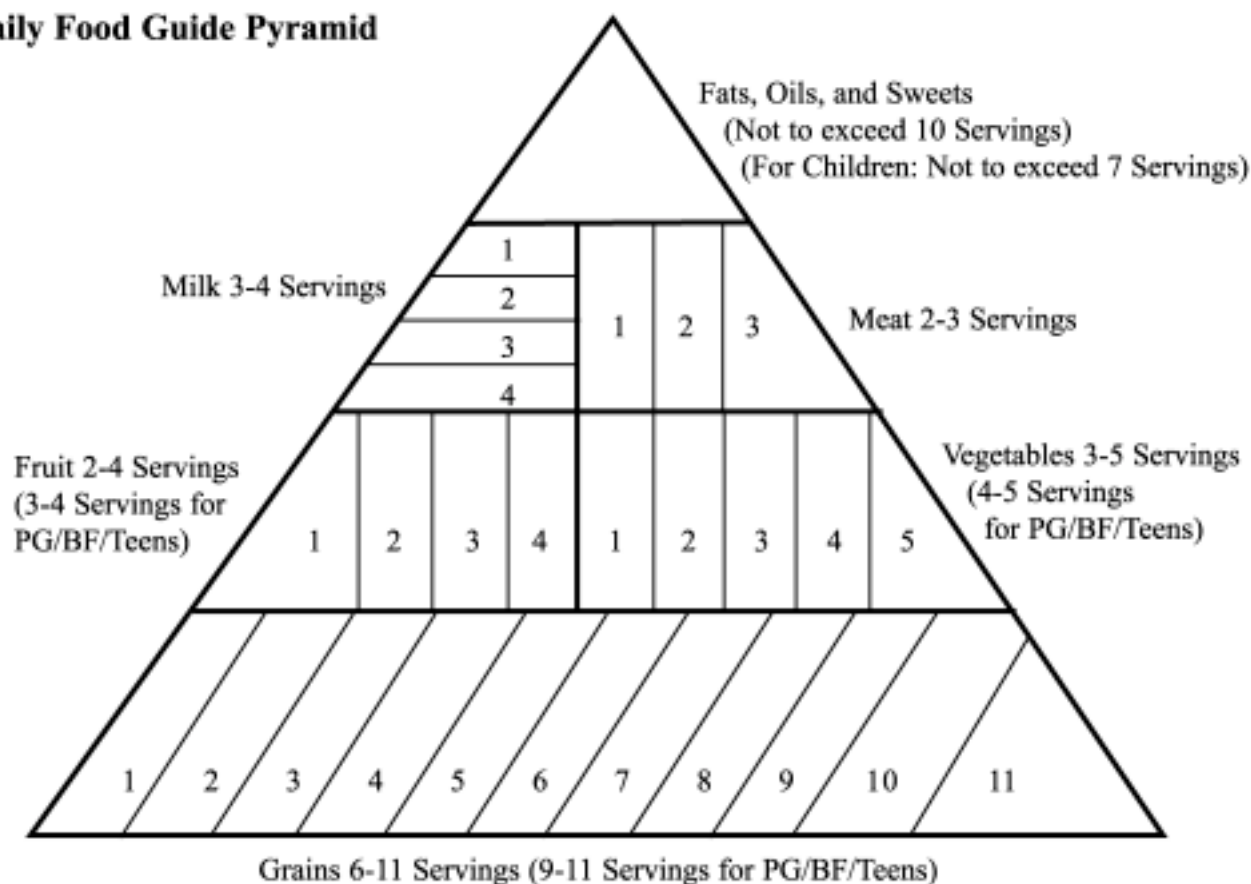 aily Food Guide Pyramid
Fats, Oils, and Sweets
(Not to exceed 10 Servings)
(For Children: Not to exceed 7 Servings)
Milk 3-4 Servings
1
2
3
4
1 2 3
Meat 2-3 Servings
Fruit 2-4 Servings
(3-4 Servings for
PG/BF/Teens)
1 2 3 4
1 2 3 4 5
Vegetables 3-5 Servings
(4-5 Servings
for PG/BF/Teens)
1 2 3 4 5 6 7 8 9 10 11
Grains 6-11 Servings (9-11 Servings for PG/BF/Teens)